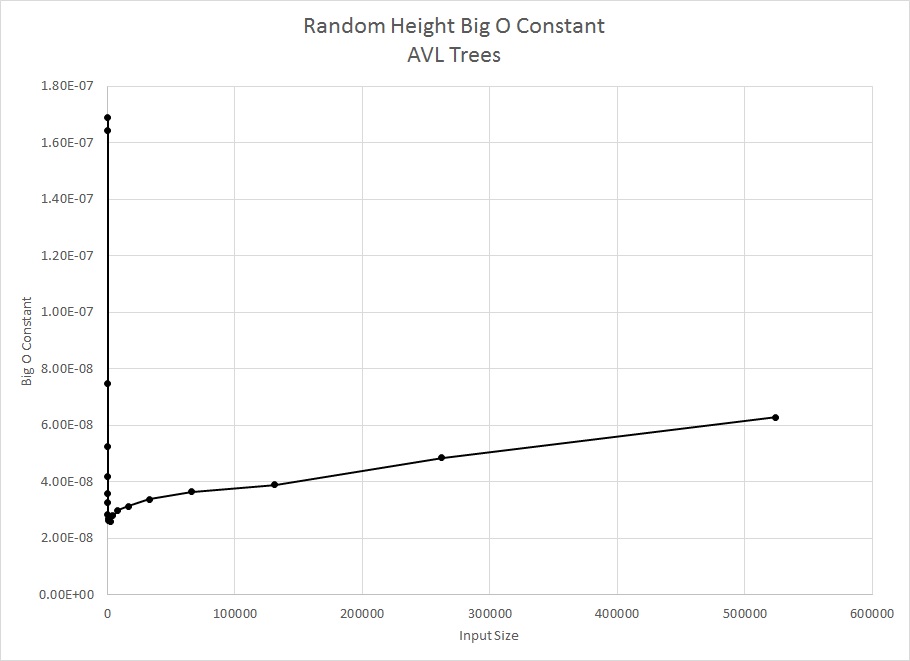 Random Height Big O Constant
AVL Trees
1.80E-07
1.60E-07
1.40E-07
1.20E-07
1.00E-07
8.00E-08
6.00E-08
4.00E-08
2.00E-08
0.00E+00
Big O Constant
0 100000 200000 300000 400000 500000 600000
Input Size